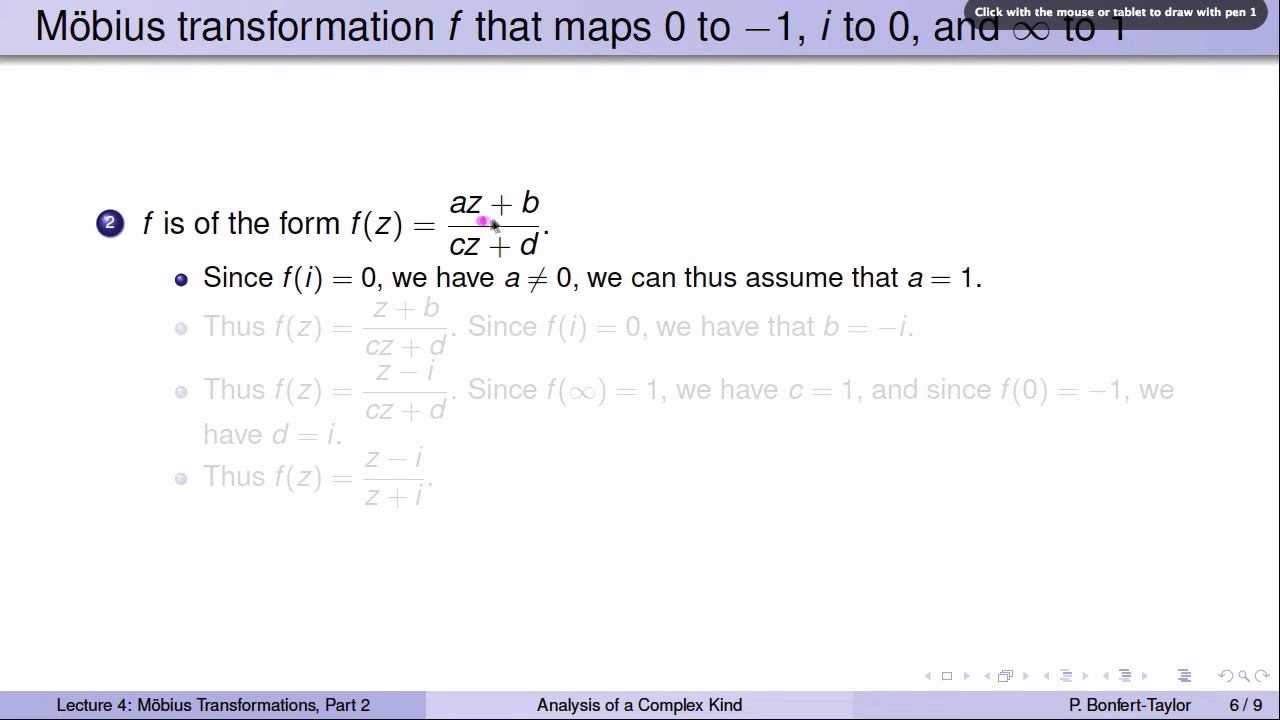 Möbius transformation f that maps 0 to −1, i to 0, and ∞ to 1
Click with the mouse or tablet to draw with pen 1
2 f is of the form f(z) = (az + b)/(cz + d).
Since f(i) = 0, we have a ≠ 0, we can thus assume that a = 1.
Thus f(z) = (z + b)/(cz + d). Since f(i) = 0, we have that b = −i.
Thus f(z) = (z − i)/(cz + d). Since f(∞) = 1, we have c = 1, and since f(0) = −1, we
have d = i.
Thus f(z) = (z − i)/(z + i).
Lecture 4: Möbius Transformations, Part 2
Analysis of a Complex Kind
P. Bonfert-Taylor
6 / 9